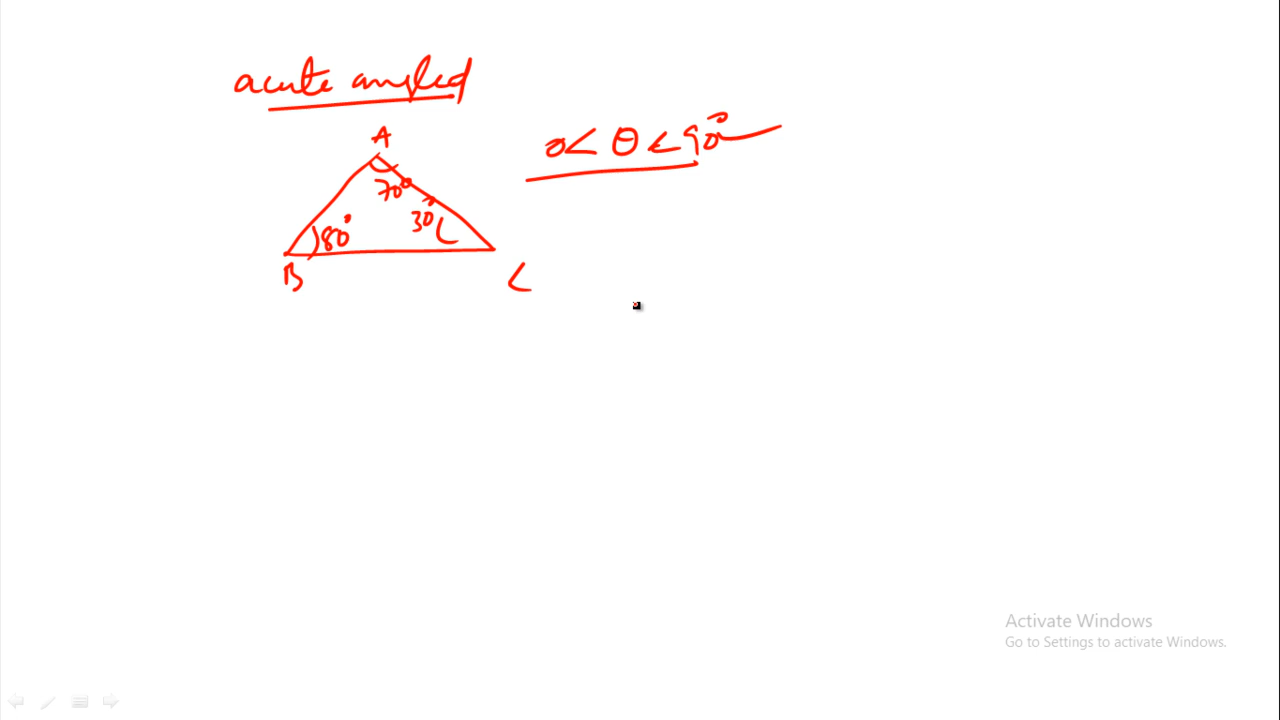 acute angled
A
0< θ < 90°
70°
30°
80°
B
C
Activate Windows
Go to Settings to activate Windows.